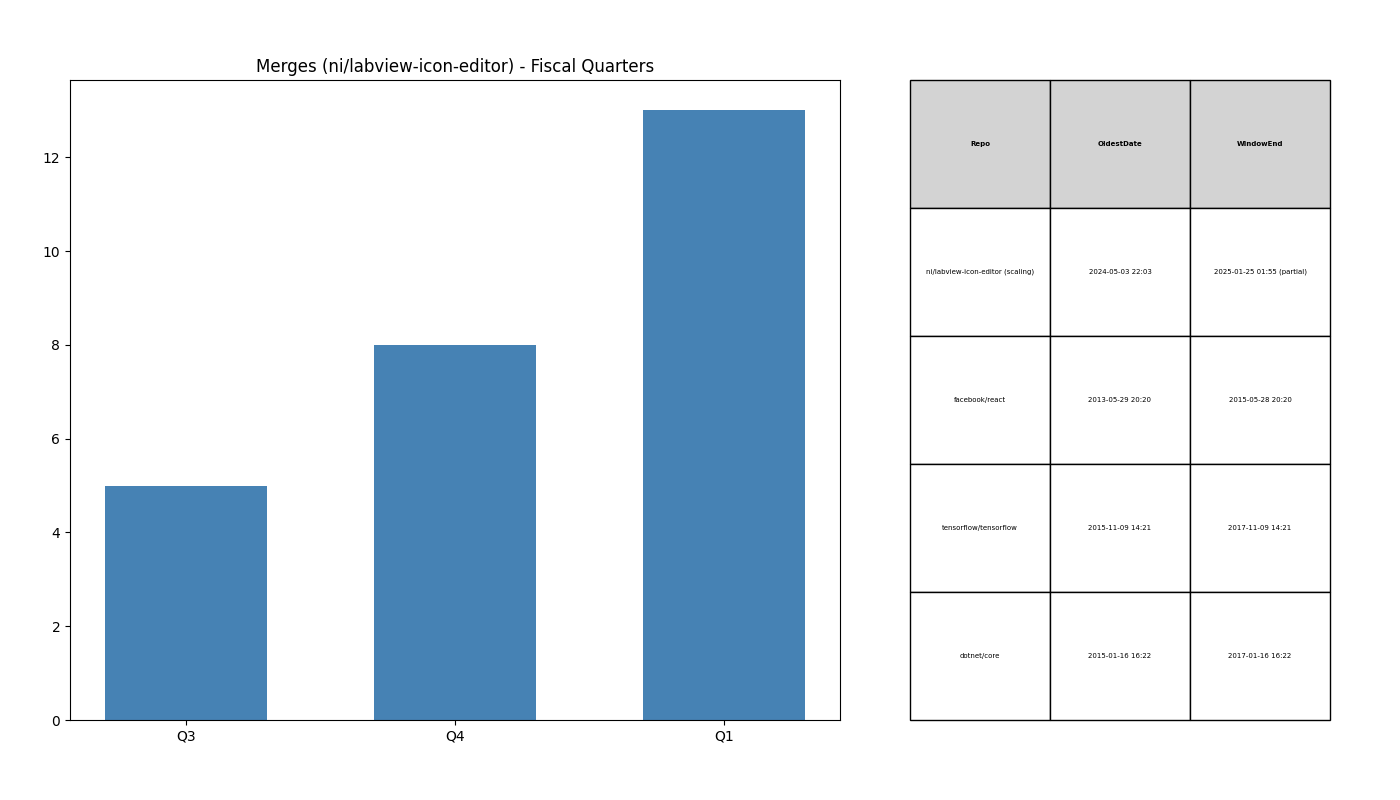 Merges (ni/labview-icon-editor) - Fiscal Quarters
12
10
8
6
4
2
0
Q3 Q4 Q1
Repo OldestDate WindowEnd
ni/labview-icon-editor (scaling) 2024-05-03 22:03 2025-01-25 01:55 (partial)
facebook/react 2013-05-29 20:20 2015-05-28 20:20
tensorflow/tensorflow 2015-11-09 14:21 2017-11-09 14:21
dotnet/core 2015-01-16 16:22 2017-01-16 16:22